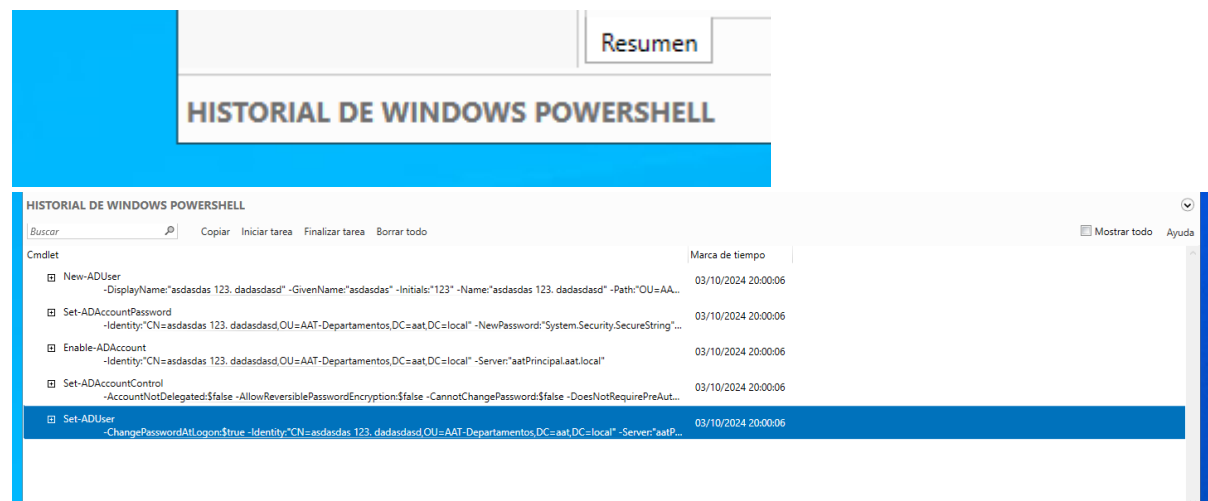 Resumen
HISTORIAL DE WINDOWS POWERSHELL
HISTORIAL DE WINDOWS POWERSHELL
Buscar Copiar Iniciar tarea Finalizar tarea Borrar todo Mostrar todo Ayuda
Cmdlet Marca de tiempo
New-ADUser 03/10/2024 20:00:06
-DisplayName:"asdasdas 123. dadasdasd" -GivenName:"asdasdas" -Initials:"123" -Name:"asdasdas 123. dadasdasd" -Path:"OU=AA...
Set-ADAccountPassword 03/10/2024 20:00:06
-Identity:"CN=asdasdas 123. dadasdasd,OU=AAT-Departamentos,DC=aat,DC=local" -NewPassword:"System.Security.SecureString"...
Enable-ADAccount 03/10/2024 20:00:06
-Identity:"CN=asdasdas 123. dadasdasd,OU=AAT-Departamentos,DC=aat,DC=local" -Server:"aatPrincipal.aat.local"
Set-ADAccountControl 03/10/2024 20:00:06
-AccountNotDelegated:$false -AllowReversiblePasswordEncryption:$false -CannotChangePassword:$false -DoesNotRequirePreAut...
Set-ADUser 03/10/2024 20:00:06
-ChangePasswordAtLogon:$true -Identity:"CN=asdasdas 123. dadasdasd,OU=AAT-Departamentos,DC=aat,DC=local" -Server:"aatP...